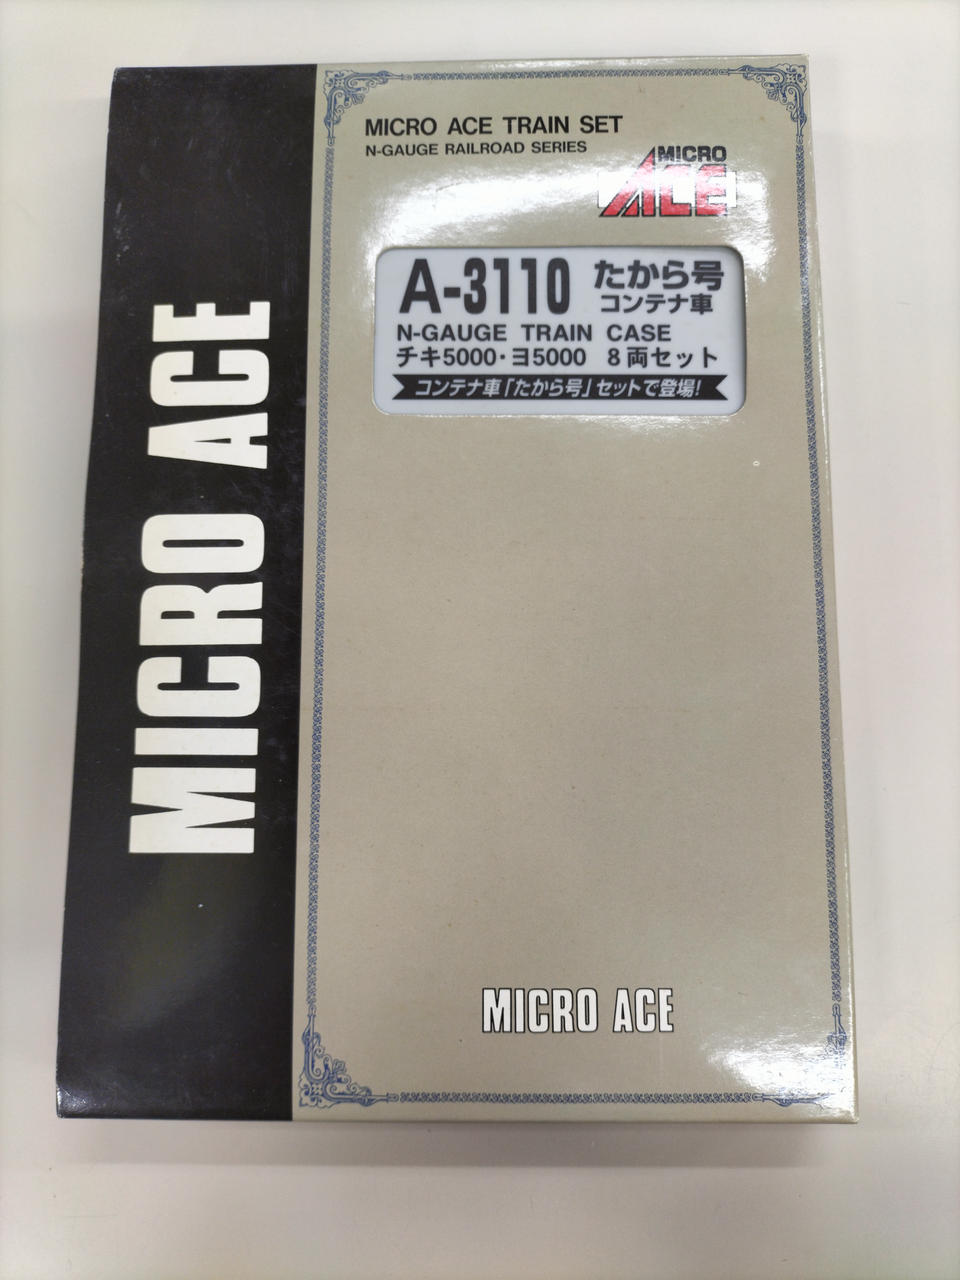 MICRO ACE
MICRO ACE TRAIN SET
N-GAUGE RAILROAD SERIES
MICRO
ACE
A-3110 たから号
コンテナ車
N-GAUGE TRAIN CASE
チキ5000・ヨ5000 8両セット
コンテナ車「たから号」セットで登場!
MICRO ACE